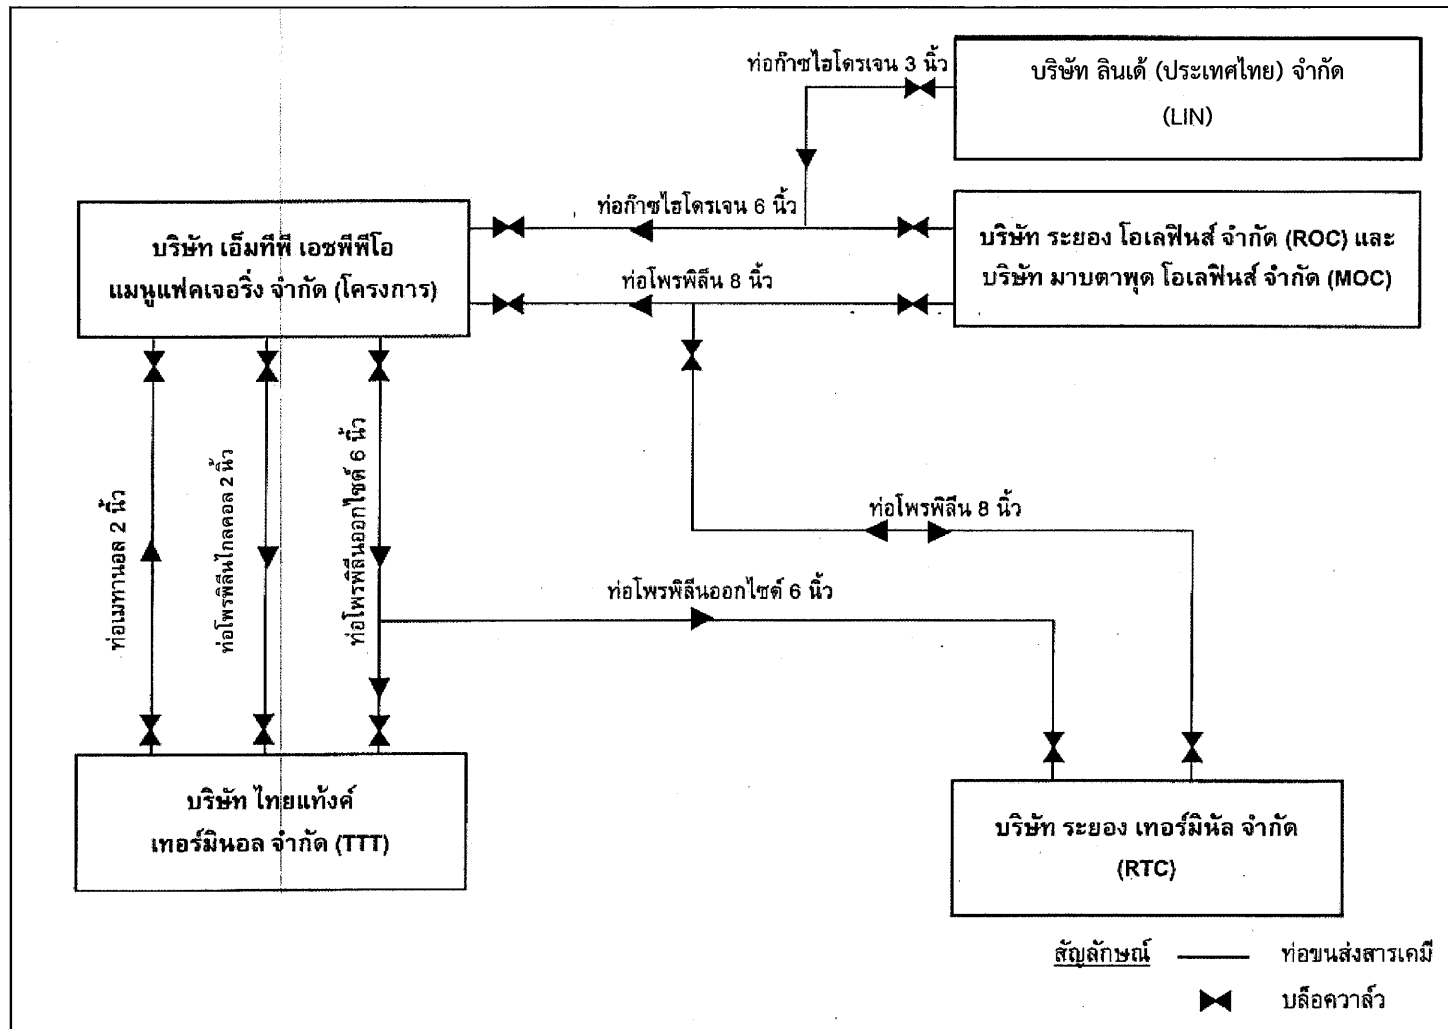 ท่อก๊าซไฮโดรเจน 3 นิ้ว
บริษัท ลินเด้ (ประเทศไทย) จำกัด
(LIN)
ท่อก๊าซไฮโดรเจน 6 นิ้ว
บริษัท เอ็มทีพี เอชพีพีโอ
แมนูแฟคเจอริ่ง จำกัด (โครงการ)
บริษัท ระยอง โอเลฟินส์ จำกัด (ROC) และ
บริษัท มาบตาพุด โอเลฟินส์ จำกัด (MOC)
ท่อโพรพิลีน 8 นิ้ว
ท่อเมทานอล 2 นิ้ว
ท่อโพรพิลีนไกลคอล 2 นิ้ว
ท่อโพรพิลีนออกไซด์ 6 นิ้ว
ท่อโพรพิลีน 8 นิ้ว
ท่อโพรพิลีนออกไซด์ 6 นิ้ว
บริษัท ไทยแท้งค์
เทอร์มินอล จำกัด (TTT)
บริษัท ระยอง เทอร์มินัล จำกัด
(RTC)
สัญลักษณ์
ท่อขนส่งสารเคมี
บล็อควาล์ว